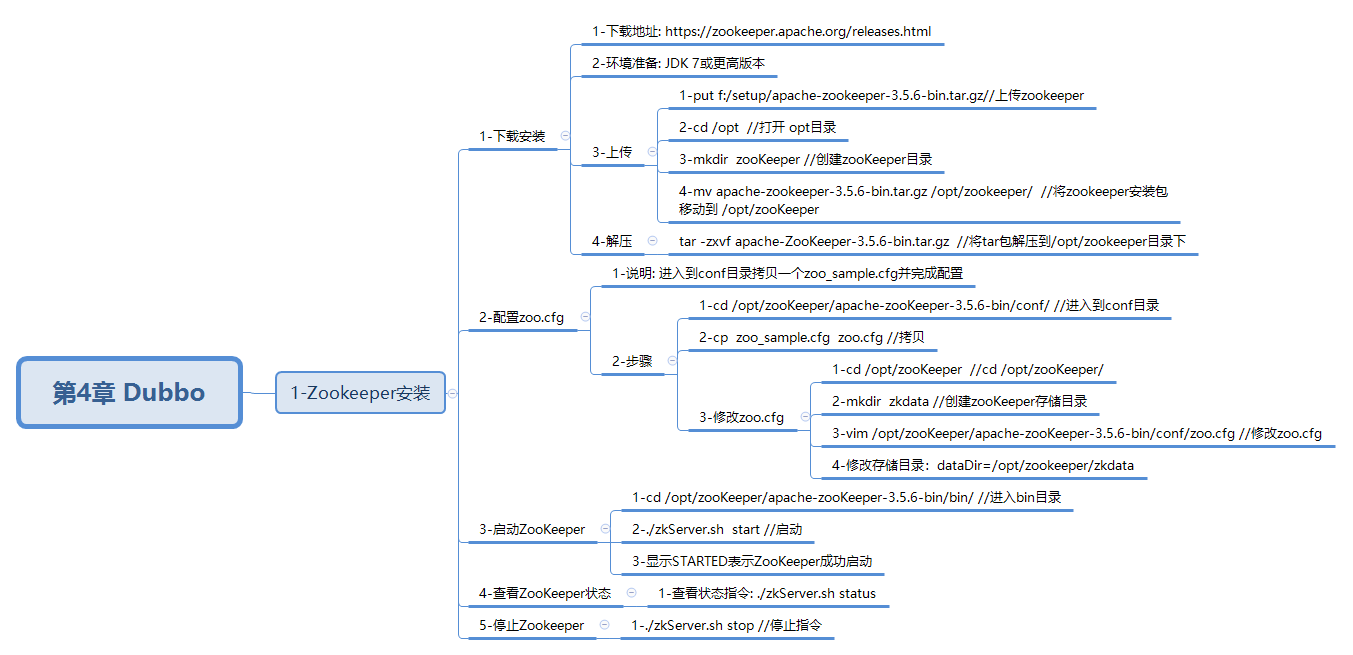 第4章 Dubbo
1-Zookeeper安装
1-下载安装
1-下载地址: https://zookeeper.apache.org/releases.html
2-环境准备: JDK 7或更高版本
3-上传
1-put f:/setup/apache-zookeeper-3.5.6-bin.tar.gz//上传zookeeper
2-cd /opt  //打开 opt目录
3-mkdir  zooKeeper //创建zooKeeper目录
4-mv apache-zookeeper-3.5.6-bin.tar.gz /opt/zookeeper/  //将zookeeper安装包
移动到 /opt/zooKeeper
4-解压
tar -zxvf apache-ZooKeeper-3.5.6-bin.tar.gz  //将tar包解压到/opt/zookeeper目录下
2-配置zoo.cfg
1-说明: 进入到conf目录拷贝一个zoo_sample.cfg并完成配置
2-步骤
1-cd /opt/zooKeeper/apache-zooKeeper-3.5.6-bin/conf/ //进入到conf目录
2-cp  zoo_sample.cfg  zoo.cfg //拷贝
3-修改zoo.cfg
1-cd /opt/zooKeeper  //cd /opt/zooKeeper/
2-mkdir  zkdata //创建zooKeeper存储目录
3-vim /opt/zooKeeper/apache-zooKeeper-3.5.6-bin/conf/zoo.cfg //修改zoo.cfg
4-修改存储目录：dataDir=/opt/zookeeper/zkdata
3-启动ZooKeeper
1-cd /opt/zooKeeper/apache-zooKeeper-3.5.6-bin/bin/ //进入bin目录
2-./zkServer.sh  start //启动
3-显示STARTED表示ZooKeeper成功启动
4-查看ZooKeeper状态
1-查看状态指令: ./zkServer.sh status
5-停止Zookeeper
1-./zkServer.sh stop //停止指令